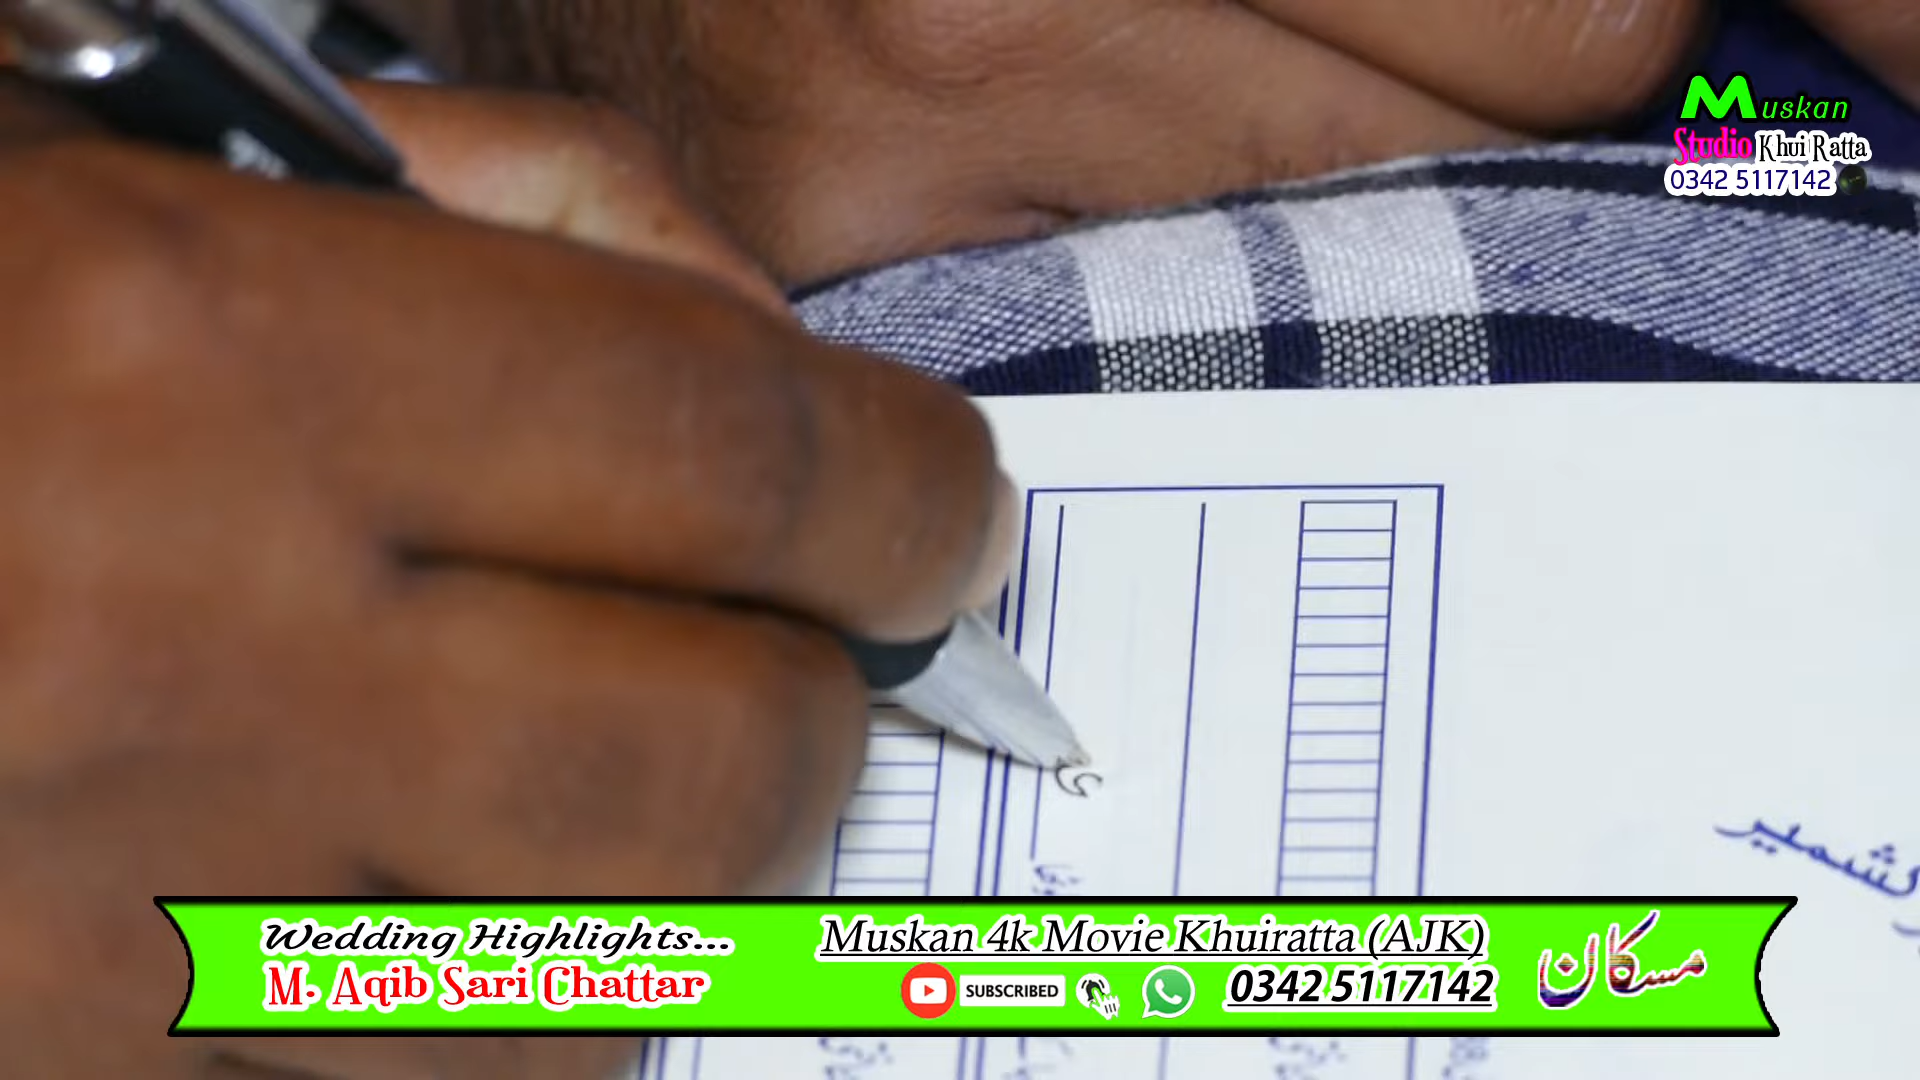 Muskan
Studio Khui Ratta
0342 5117142
کشمیر
Wedding Highlights...
M. Aqib Sari Chattar
Muskan 4k Movie Khuiratta (AJK)
SUBSCRIBED
0342 5117142
مسکان